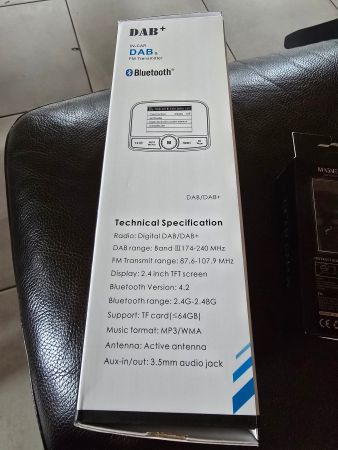 DAB+
IN-CAR
DAB+
FM Transmitter
Bluetooth®
DAB/DAB+
Technical Specification
Radio: Digital DAB/DAB+
DAB range: Band III 174-240 MHz
FM Transmit range: 87.6-107.9 MHz
Display: 2.4 inch TFT screen
Bluetooth Version: 4.2
Bluetooth range: 2.4G-2.48G
Support: TF card(≤64GB)
Music format: MP3/WMA
Antenna: Active antenna
Aux-in/out: 3.5mm audio jack